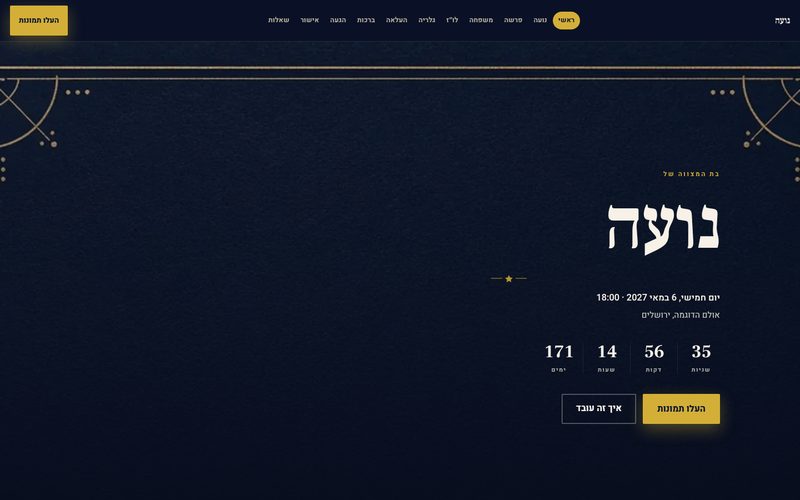 נועה
ראשי נועה פרשה משפחה לו"ז גלריה העלאה ברכות הגעה אישור שאלות
העלו תמונות
בת המצווה של
נועה
יום חמישי, 6 במאי 2027 · 18:00
אולם הדוגמה, ירושלים
35 56 14 171
שניות דקות שעות ימים
העלו תמונות איך זה עובד